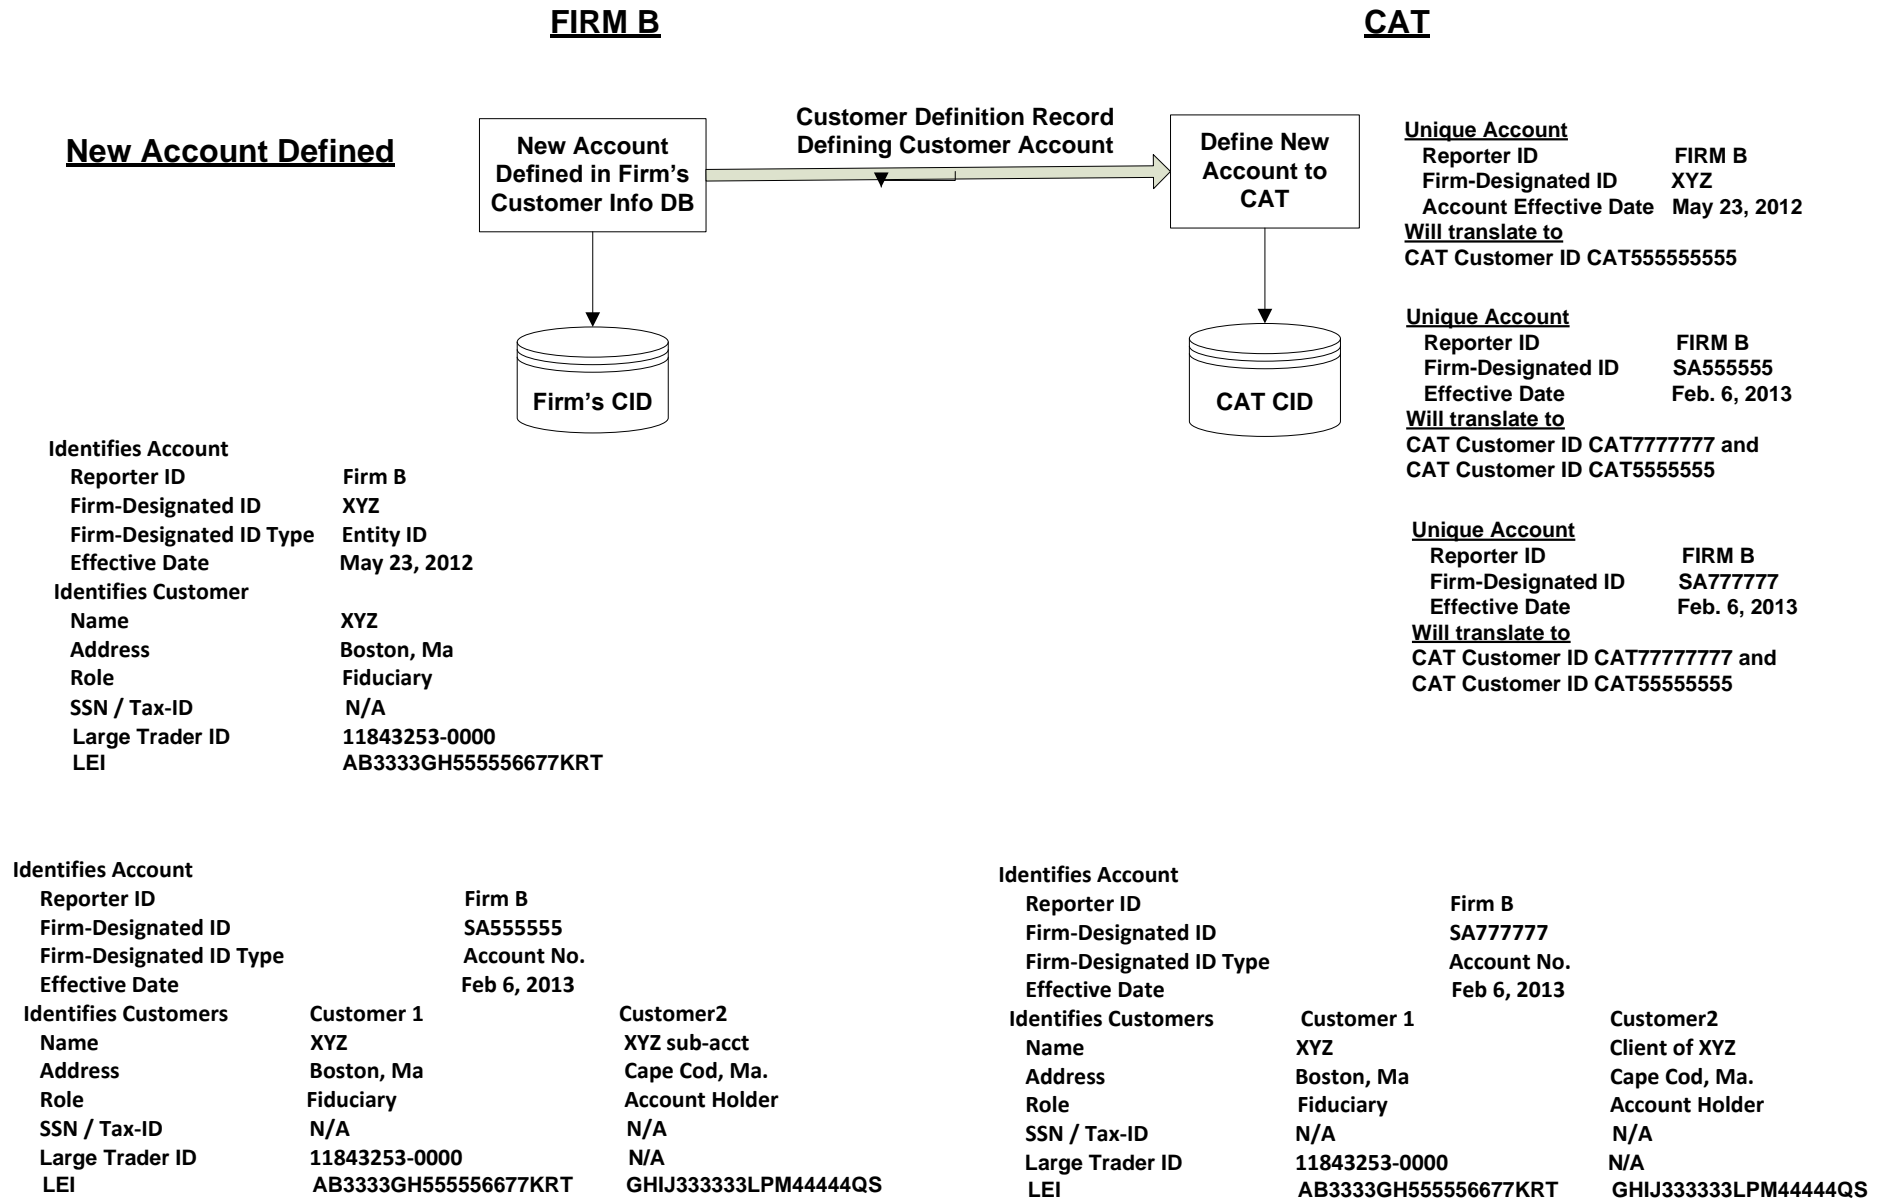 FIRM B
CAT
New Account Defined
New Account
Defined in Firm's
Customer Info DB
Customer Definition Record
Defining Customer Account
Define New
Account to
CAT
Firm's CID
CAT CID
Unique Account
Reporter ID FIRM B
Firm-Designated ID XYZ
Account Effective Date May 23, 2012
Will translate to
CAT Customer ID CAT555555555
Unique Account
Reporter ID FIRM B
Firm-Designated ID SA555555
Effective Date Feb. 6, 2013
Will translate to
CAT Customer ID CAT7777777 and
CAT Customer ID CAT5555555
Unique Account
Reporter ID FIRM B
Firm-Designated ID SA777777
Effective Date Feb. 6, 2013
Will translate to
CAT Customer ID CAT77777777 and
CAT Customer ID CAT55555555
Identifies Account
Reporter ID Firm B
Firm-Designated ID XYZ
Firm-Designated ID Type Entity ID
Effective Date May 23, 2012
Identifies Customer
Name XYZ
Address Boston, Ma
Role Fiduciary
SSN / Tax-ID N/A
Large Trader ID 11843253-0000
LEI AB3333GH555556677KRT
Identifies Account
Reporter ID Firm B
Firm-Designated ID SA555555
Firm-Designated ID Type Account No.
Effective Date Feb 6, 2013
Identifies Customers Customer 1 Customer2
Name XYZ XYZ sub-acct
Address Boston, Ma Cape Cod, Ma.
Role Fiduciary Account Holder
SSN / Tax-ID N/A N/A
Large Trader ID 11843253-0000 N/A
LEI AB3333GH555556677KRT GHIJ333333LPM44444QS
Identifies Account
Reporter ID Firm B
Firm-Designated ID SA777777
Firm-Designated ID Type Account No.
Effective Date Feb 6, 2013
Identifies Customers Customer 1 Customer2
Name XYZ Client of XYZ
Address Boston, Ma Cape Cod, Ma.
Role Fiduciary Account Holder
SSN / Tax-ID N/A N/A
Large Trader ID 11843253-0000 N/A
LEI AB3333GH555556677KRT GHIJ333333LPM44444QS